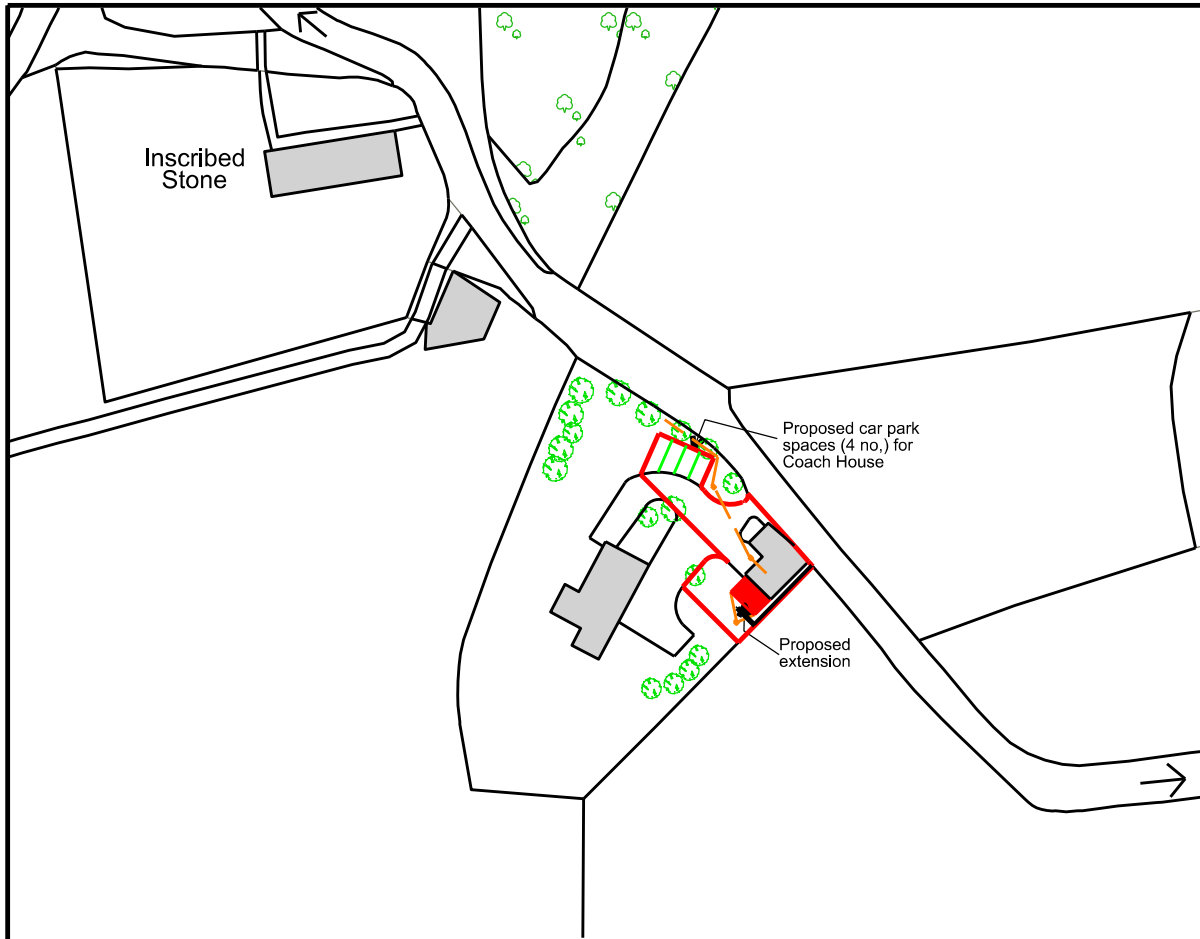 Inscribed
Stone
Proposed car park
spaces (4 no,) for
Coach House
Proposed
extension